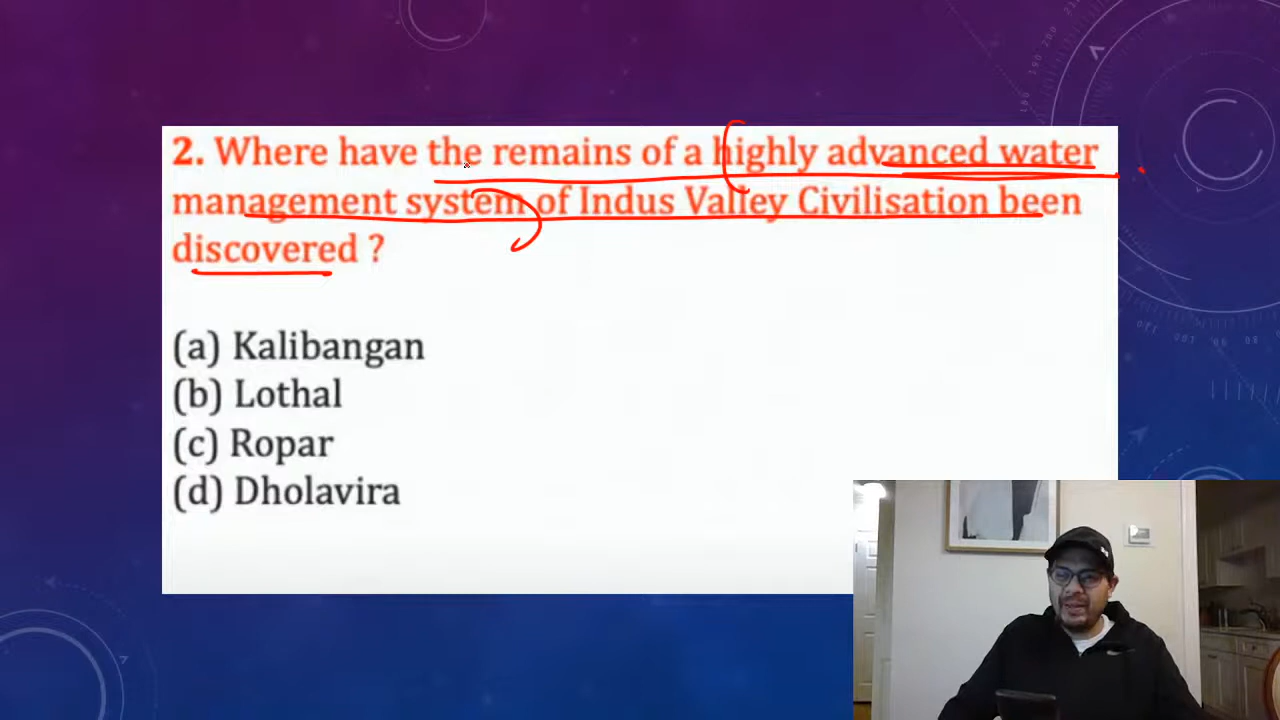 2. Where have the remains of a highly advanced water
management system of Indus Valley Civilisation been
discovered ?
(a) Kalibangan
(b) Lothal
(c) Ropar
(d) Dholavira